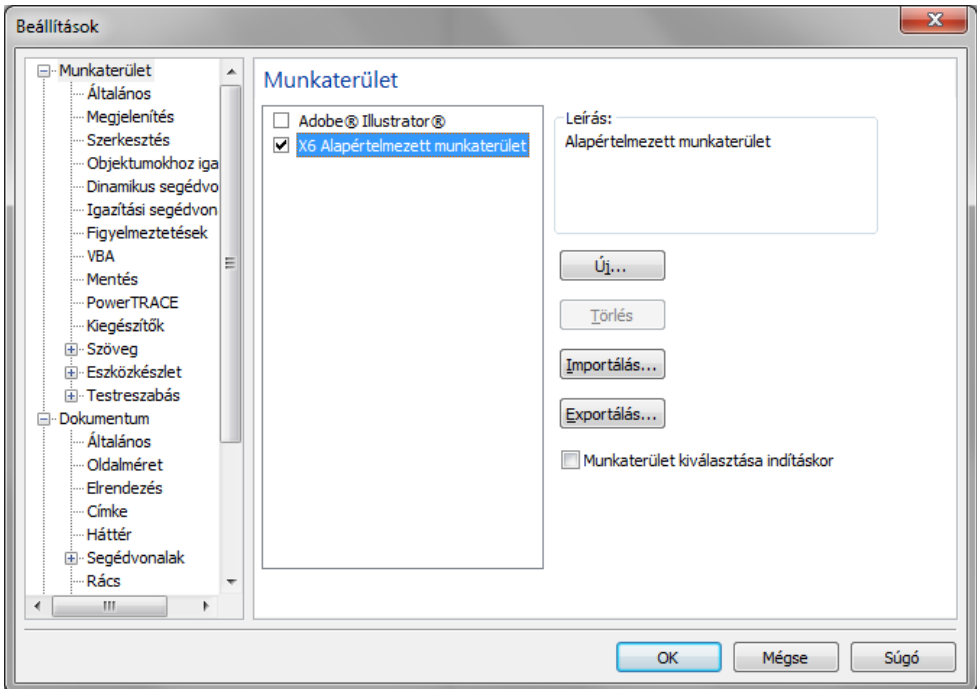 Beállítások
Munkaterület
Általános
Megjelenítés
Szerkesztés
Objektumokhoz iga
Dinamikus segédvo
Igazítási segédvon
Figyelmeztetések
VBA
Mentés
PowerTRACE
Kiegészítők
Szöveg
Eszközkészlet
Testreszabás
Dokumentum
Általános
Oldalméret
Elrendezés
Címke
Háttér
Segédvonalak
Rács
Munkaterület
Adobe® Illustrator®
X6 Alapértelmezett munkaterület
Leírás:
Alapértelmezett munkaterület
Új...
Törlés
Importálás...
Exportálás...
Munkaterület kiválasztása indításkor
OK
Mégse
Súgó